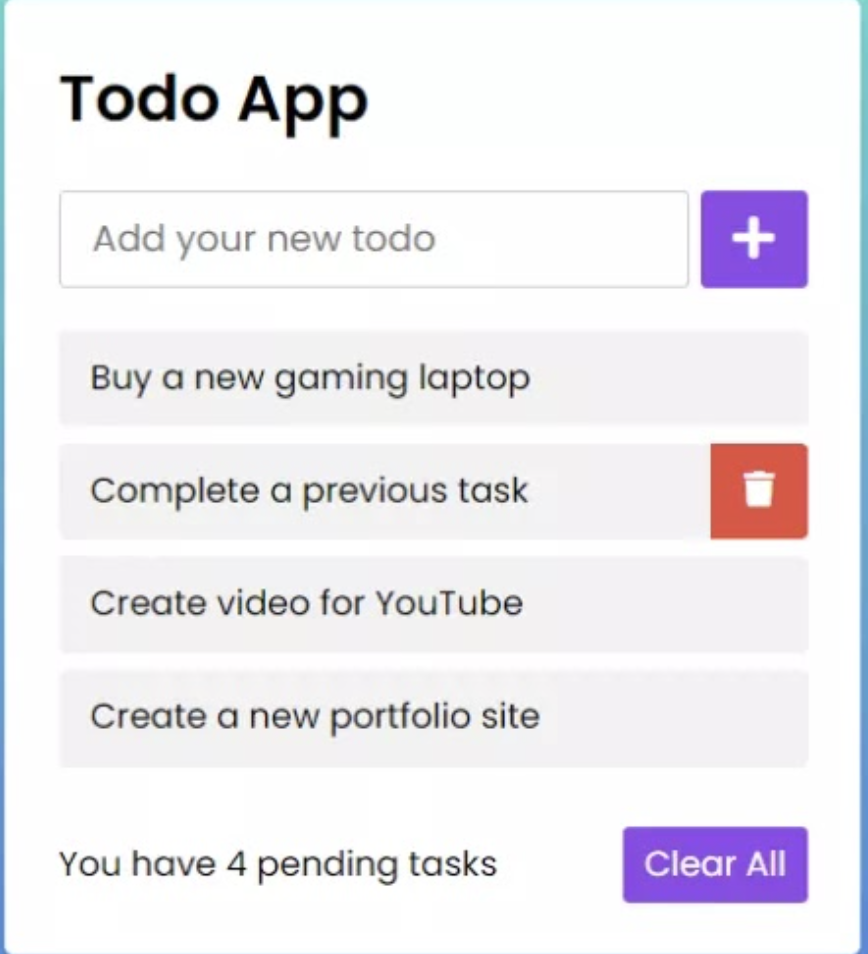 Todo App
Add your new todo
Buy a new gaming laptop
Complete a previous task
Create video for YouTube
Create a new portfolio site
You have 4 pending tasks
Clear All